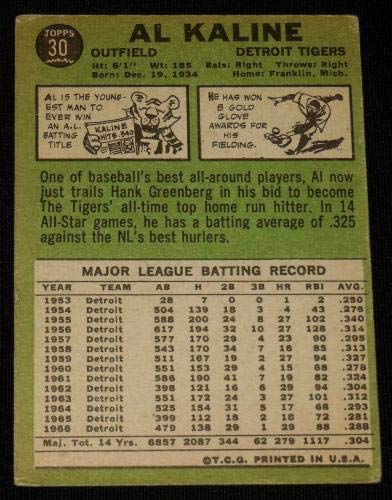 TOPPS
30
AL KALINE
OUTFIELD DETROIT TIGERS
Ht: 6'1" Wt: 185 Bats: Right Throws: Right
Born: Dec. 19, 1934 Home: Franklin, Mich.
AL IS THE YOUNG-
EST MAN TO
EVER WIN
AN A.L.
BATTING
TITLE
KALINE
HITS .340
HE HAS WON
8 GOLD
GLOVE
AWARDS FOR
HIS
FIELDING.
One of baseball's best all-around players, Al now
just trails Hank Greenberg in his bid to become
The Tigers' all-time top home run hitter. In 14
All-Star games, he has a batting average of .325
against the NL's best hurlers.
MAJOR LEAGUE BATTING RECORD
YEAR TEAM AB H 2B 3B HR RBI AVG.
1953 Detroit 28 7 0 0 1 2 .250
1954 Detroit 504 139 18 3 4 43 .276
1955 Detroit 588 200 24 8 27 102 .340
1956 Detroit 617 194 32 10 27 128 .314
1957 Detroit 577 170 29 4 23 90 .295
1958 Detroit 543 170 34 7 16 85 .313
1959 Detroit 511 167 19 2 27 94 .327
1960 Detroit 551 153 29 4 15 68 .278
1961 Detroit 586 190 41 7 19 82 .324
1962 Detroit 398 121 16 6 29 94 .304
1963 Detroit 551 172 24 3 27 101 .312
1964 Detroit 525 154 31 5 17 68 .293
1965 Detroit 399 112 18 2 18 72 .281
1966 Detroit 479 138 29 1 29 88 .288
Maj. Tot. 14 Yrs. 6857 2087 344 62 279 1117 .304
©T.C.G. PRINTED IN U.S.A.